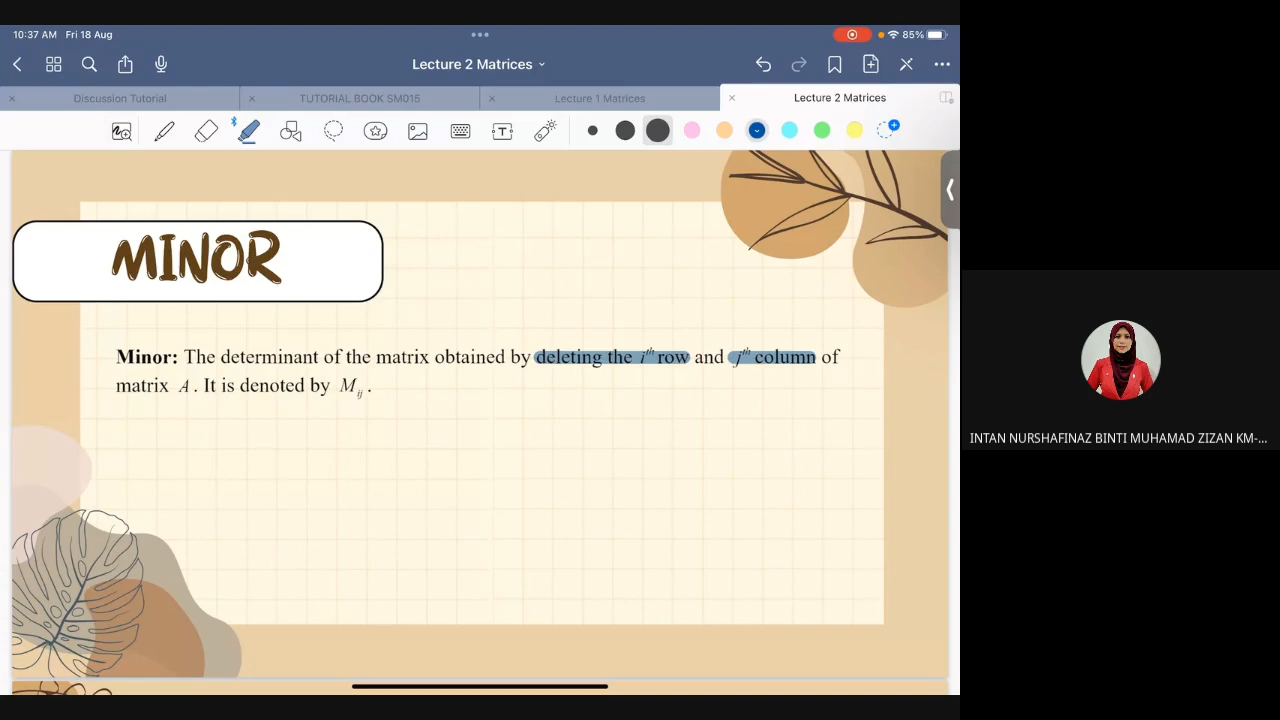 10:37 AM Fri 18 Aug
85%
Lecture 2 Matrices
Discussion Tutorial
TUTORIAL BOOK SM015
Lecture 1 Matrices
Lecture 2 Matrices
MINOR
Minor: The determinant of the matrix obtained by deleting the i^th row and j^th column of
matrix A. It is denoted by M_ij.
INTAN NURSHAFINAZ BINTI MUHAMAD ZIZAN KM-...